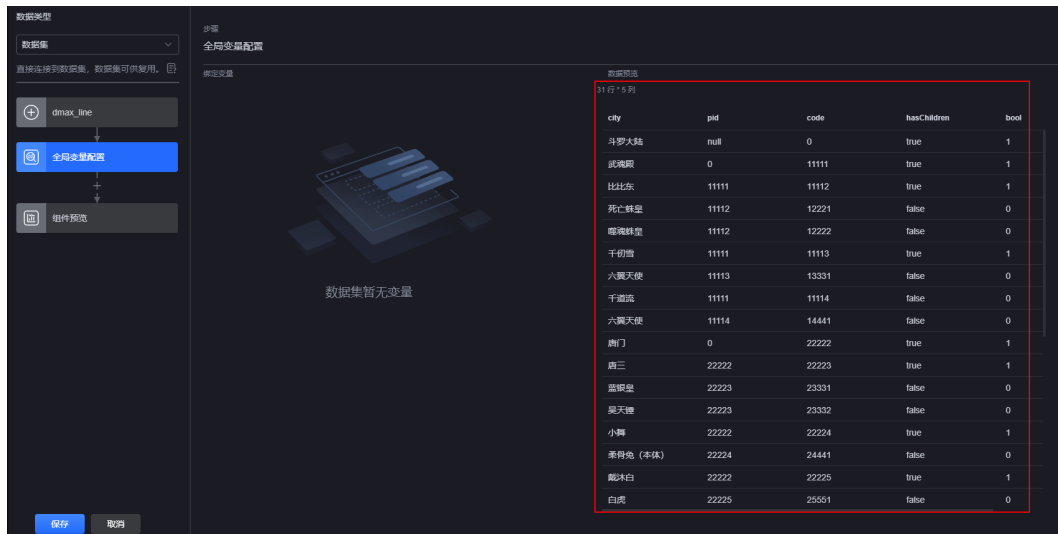 数据类型
数据集
直接连接到数据集，数据集可供复用。
dmax_line
全局变量配置
组件预览
保存 取消
步骤
全局变量配置
绑定变量
数据集暂无变量
数据预览
31 行 * 5 列
city pid code hasChildren bool
斗罗大陆 null 0 true 1
武魂殿 0 11111 true 1
比比东 11111 11112 true 1
死亡蛛皇 11112 12221 false 0
噬魂蛛皇 11112 12222 false 0
千仞雪 11111 11113 true 1
六翼天使 11113 13331 false 0
千道流 11111 11114 false 0
六翼天使 11114 14441 false 0
唐门 0 22222 true 1
唐三 22222 22223 true 1
蓝银皇 22223 23331 false 0
昊天锤 22223 23332 false 0
小舞 22222 22224 true 1
柔骨兔（本体） 22224 24441 false 0
戴沐白 22222 22225 true 1
白虎 22225 25551 false 0